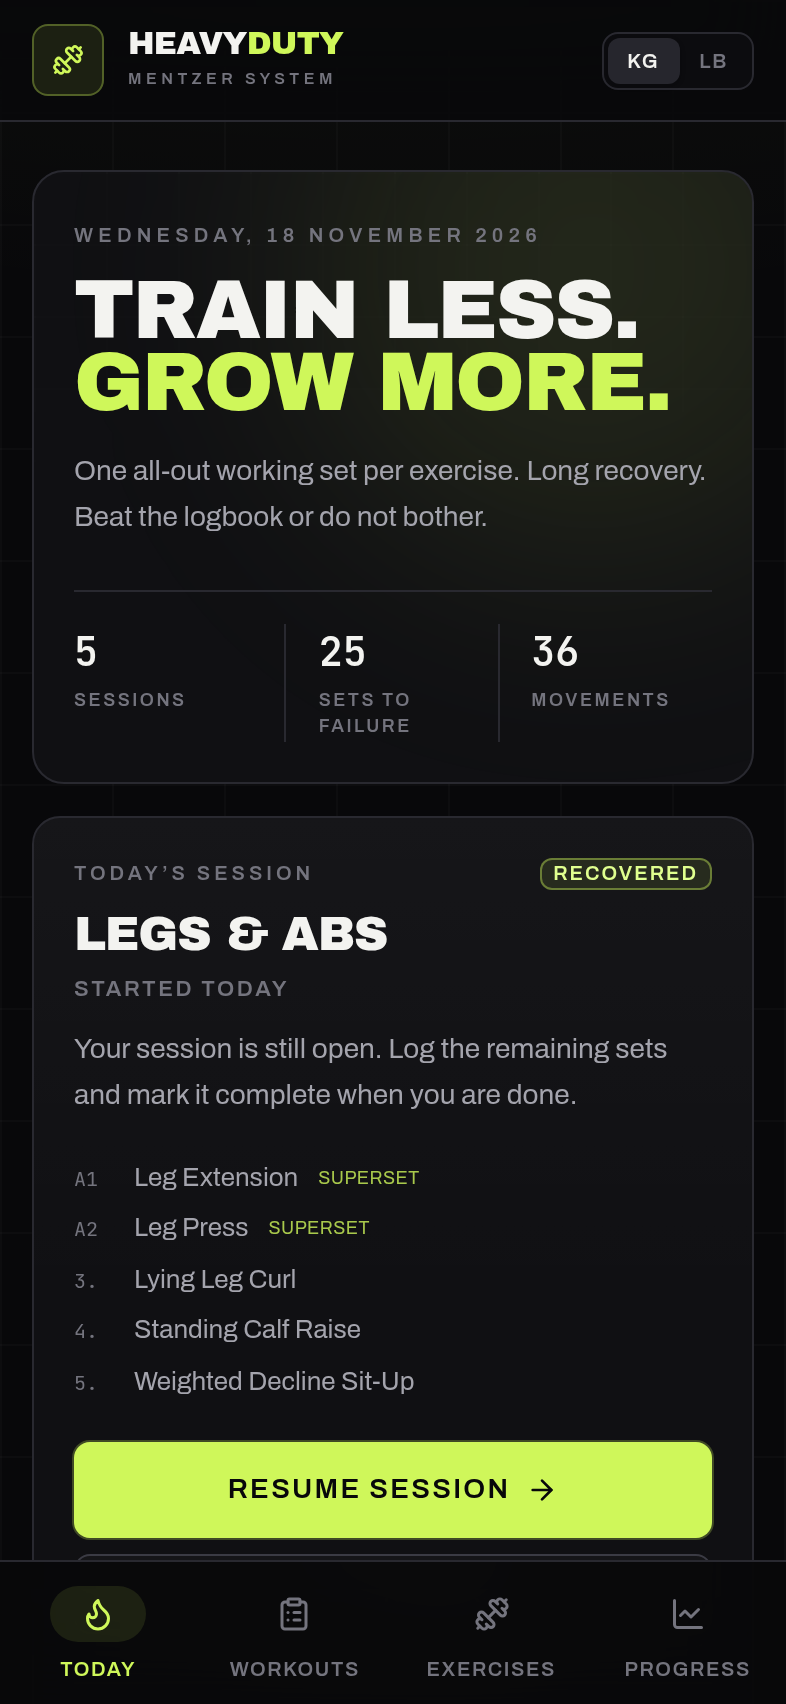 HEAVYDUTY
MENTZER SYSTEM
KG
LB
WEDNESDAY, 18 NOVEMBER 2026
TRAIN LESS.
GROW MORE.
One all-out working set per exercise. Long recovery.
Beat the logbook or do not bother.
5
SESSIONS
25
SETS TO
FAILURE
36
MOVEMENTS
TODAY’S SESSION
RECOVERED
LEGS & ABS
STARTED TODAY
Your session is still open. Log the remaining sets
and mark it complete when you are done.
A1 Leg Extension SUPERSET
A2 Leg Press SUPERSET
3. Lying Leg Curl
4. Standing Calf Raise
5. Weighted Decline Sit-Up
RESUME SESSION →
TODAY
WORKOUTS
EXERCISES
PROGRESS